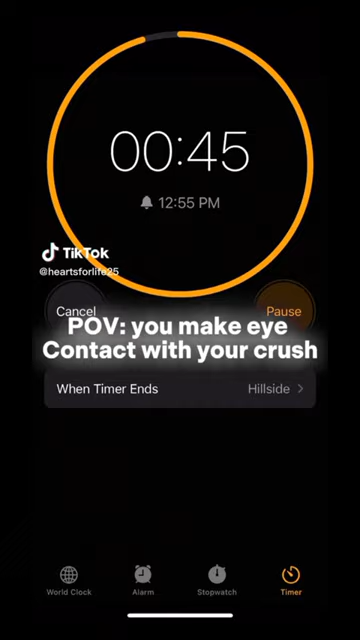 00:45
12:55 PM
TikTok
@heartsforlife25
Cancel
Pause
POV: you make eye
Contact with your crush
When Timer Ends
Hillside
World Clock
Alarm
Stopwatch
Timer